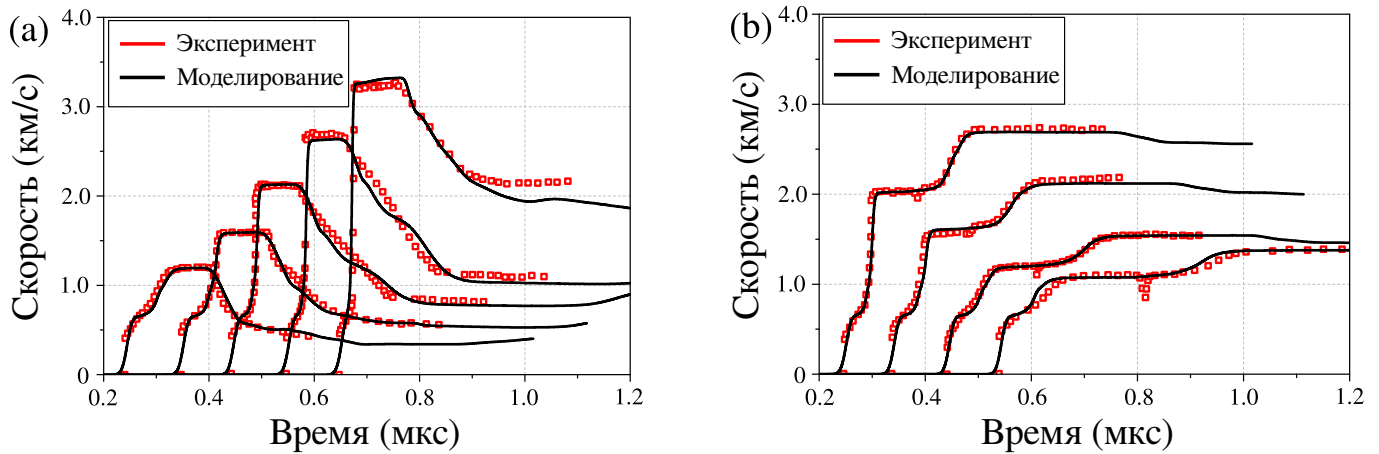 (a)
Эксперимент
Моделирование
Скорость (км/с)
4.0
3.0
2.0
1.0
0
0.2 0.4 0.6 0.8 1.0 1.2
Время (мкс)
(b)
Эксперимент
Моделирование
Скорость (км/с)
4.0
3.0
2.0
1.0
0
0.2 0.4 0.6 0.8 1.0 1.2
Время (мкс)